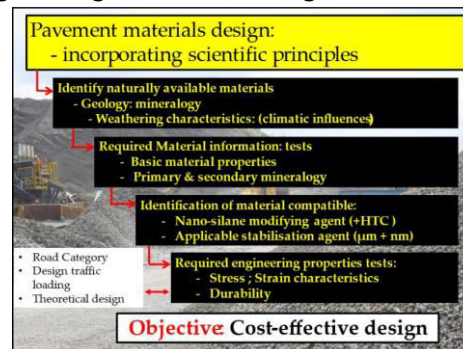 Pavement materials design:
- incorporating scientific principles
Identify naturally available materials
- Geology: mineralogy
- Weathering characteristics: (climatic influences)
Required Material information: tests
- Basic material properties
- Primary & secondary mineralogy
Identification of material compatible:
- Nano-silane modifying agent (+HTC )
- Applicable stabilisation agent (µm + nm)
• Road Category
• Design traffic
loading
• Theoretical design
Required engineering properties tests:
- Stress ; Strain characteristics
- Durability
Objective: Cost-effective design